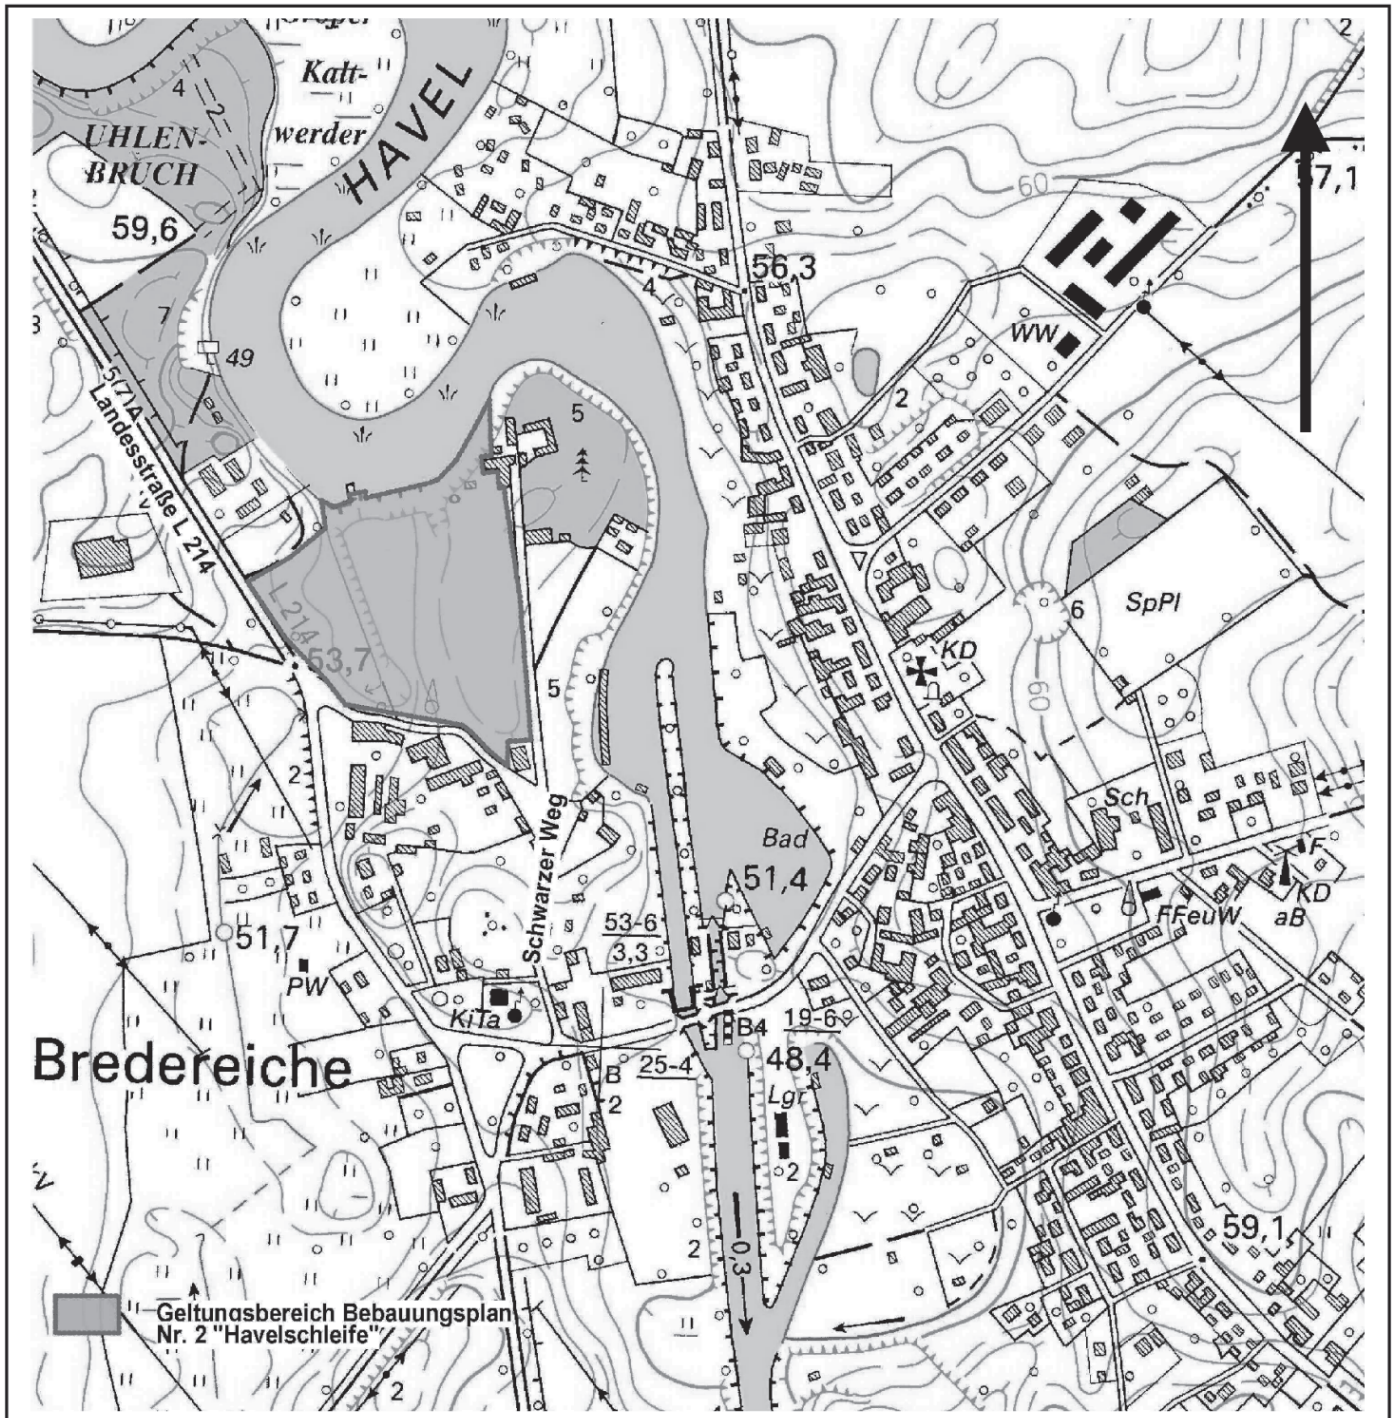 Kalt-
werder
HAVEL
2
4
2
UHLEN-
BRUCH
59,6
60
57,1
56,3
4
7
49
WW
2
5
Landesstraße L 214
L 214
53,7
6
SpPl
KD
60
5
2
Sch
Bad
51,4
F
KD
aB
FFeuW
Schwarzer Weg
53-6
3,3
51,7
PW
KiTa
B4
19-6
25-4
48,4
Bredereiche
B
2
Lgr
2
2
0,3
59,1
Geltungsbereich Bebauungsplan
Nr. 2 "Havelschleife"
2